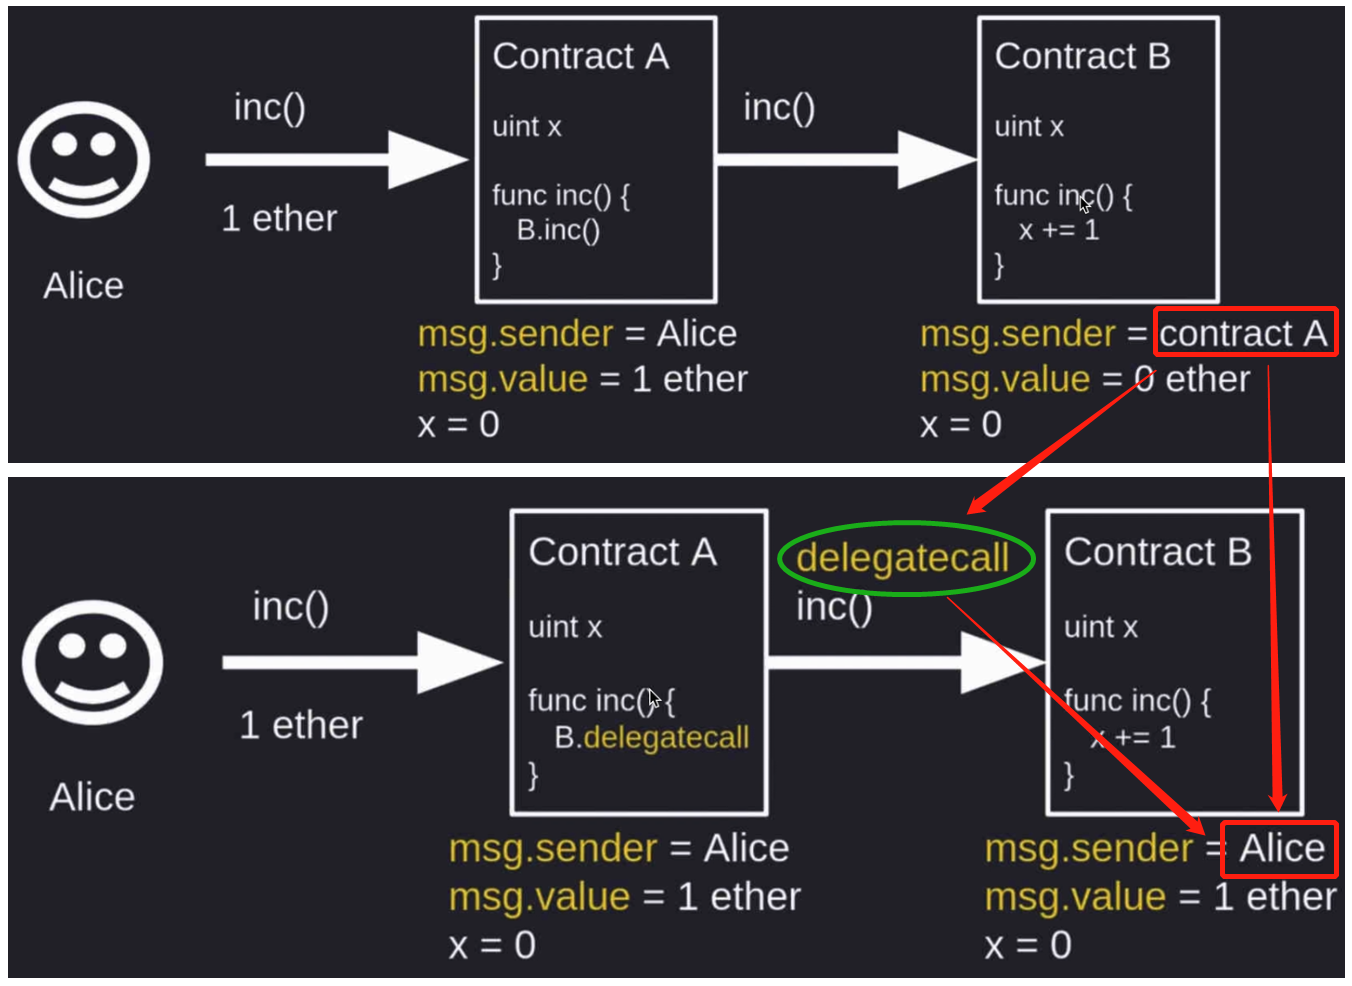 Contract A
Contract B
inc()
inc()
uint x
uint x
func inc() {
B.inc()
}
func inc() {
x += 1
}
1 ether
Alice
msg.sender = Alice
msg.value = 1 ether
x = 0
msg.sender = contract A
msg.value = 0 ether
x = 0
Contract A
delegatecall
Contract B
inc()
inc()
uint x
uint x
func inc() {
B.delegatecall
}
func inc() {
x += 1
}
1 ether
Alice
msg.sender = Alice
msg.value = 1 ether
x = 0
msg.sender = Alice
msg.value = 1 ether
x = 0